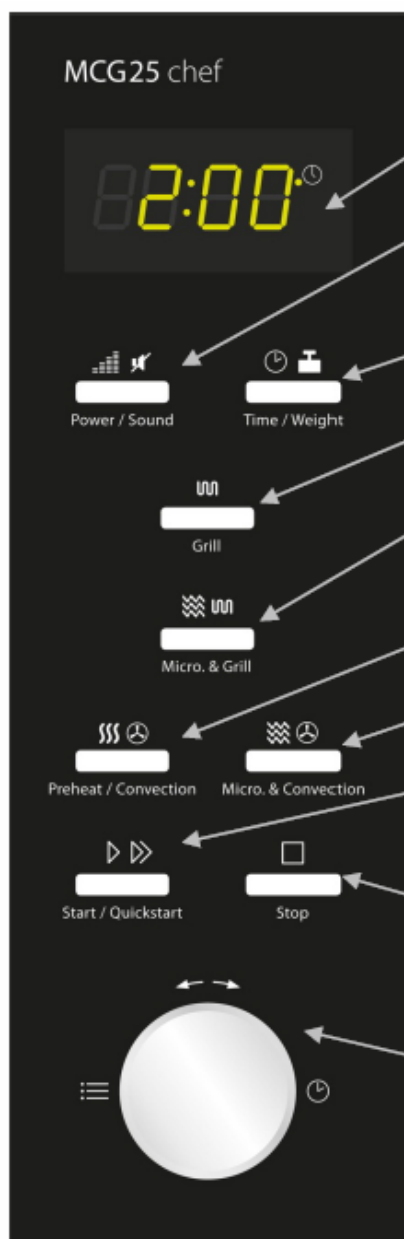 MCG25 chef
2:00
Power / Sound
Time / Weight
Grill
Micro. & Grill
Preheat / Convection
Micro. & Convection
Start / Quickstart
Stop